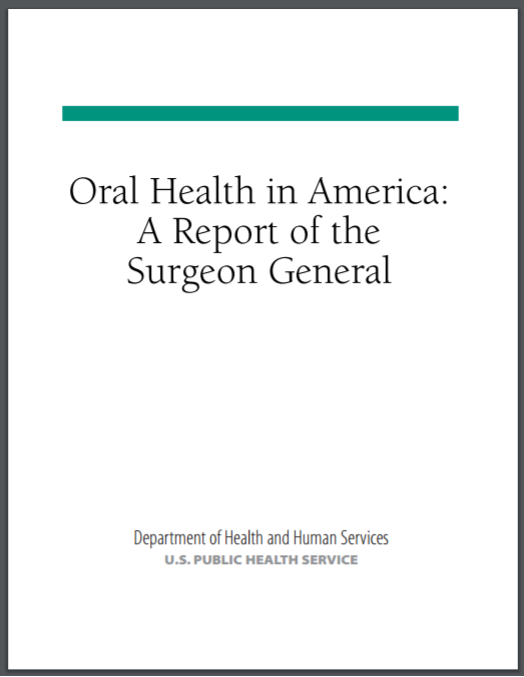 Oral Health in America:
A Report of the
Surgeon General
Department of Health and Human Services
U.S. PUBLIC HEALTH SERVICE